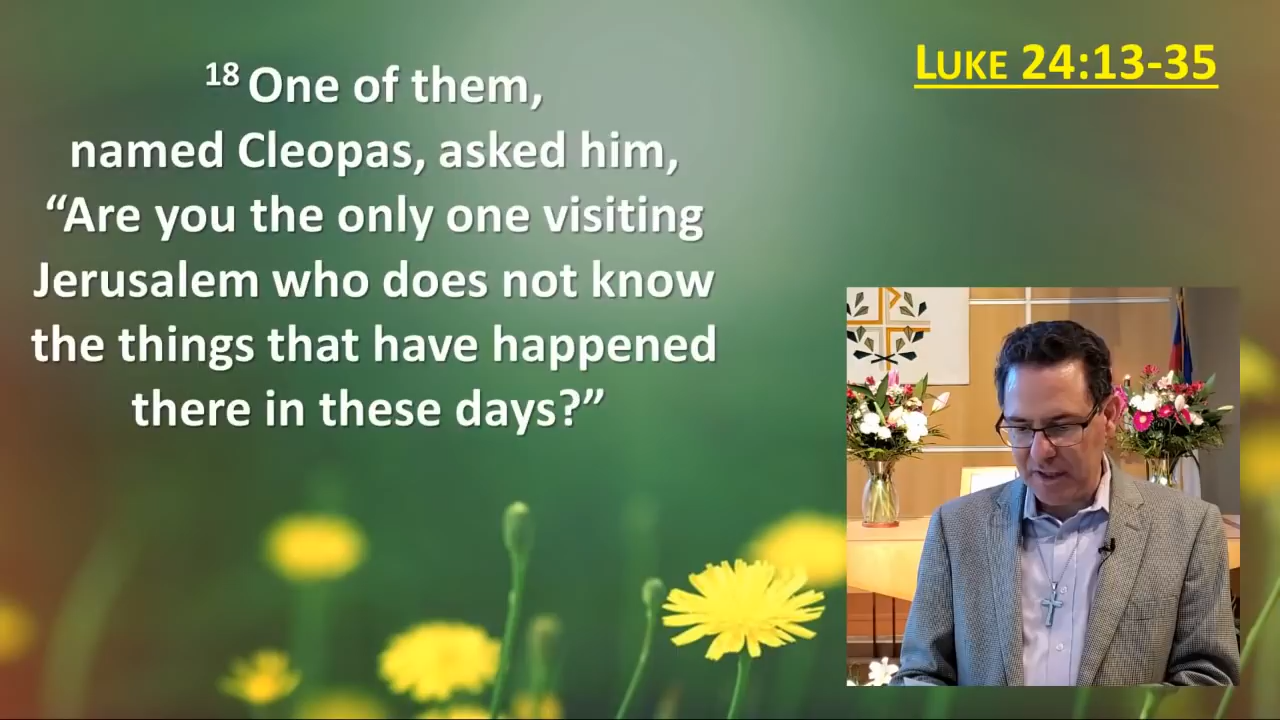 LUKE 24:13-35
18 One of them,
named Cleopas, asked him,
“Are you the only one visiting
Jerusalem who does not know
the things that have happened
there in these days?”